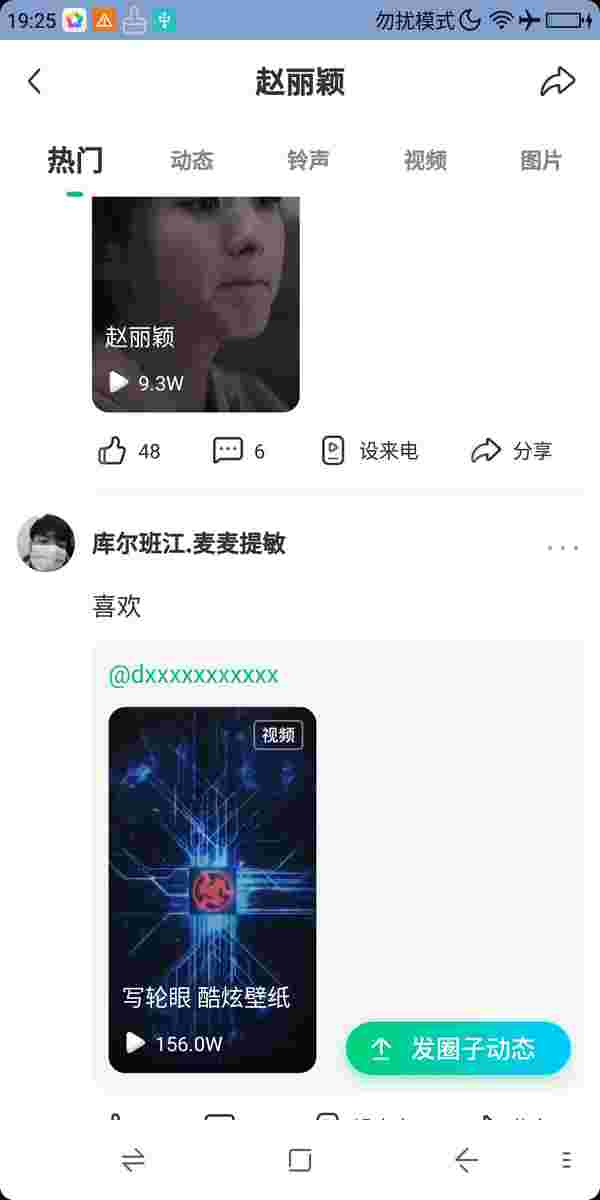 19:25 勿扰模式
赵丽颖
热门 动态 铃声 视频 图片
赵丽颖
9.3W
48 6 设来电 分享
库尔班江.麦麦提敏
喜欢
@dxxxxxxxxxxx
视频
写轮眼 酷炫壁纸
156.0W
发圈子动态